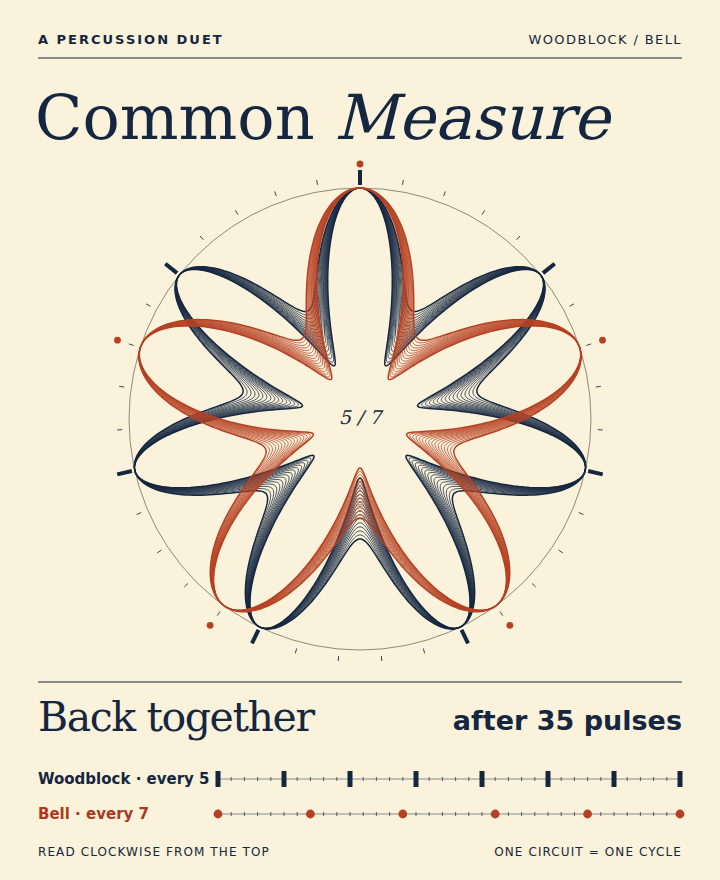 A PERCUSSION DUET
WOODBLOCK / BELL
Common Measure
5 / 7
Back together
after 35 pulses
Woodblock · every 5
Bell · every 7
READ CLOCKWISE FROM THE TOP
ONE CIRCUIT = ONE CYCLE